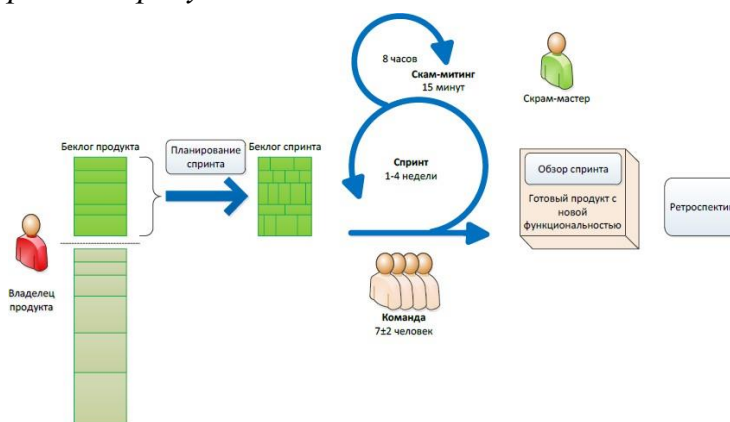 8 часов
Скам-митинг
15 минут
Скрам-мастер
Беклог продукта
Планирование
спринта
Беклог спринта
Спринт
1-4 недели
Обзор спринта
Готовый продукт с
новой
функциональностью
Ретроспектив
Владелец
продукта
Команда
7±2 человек